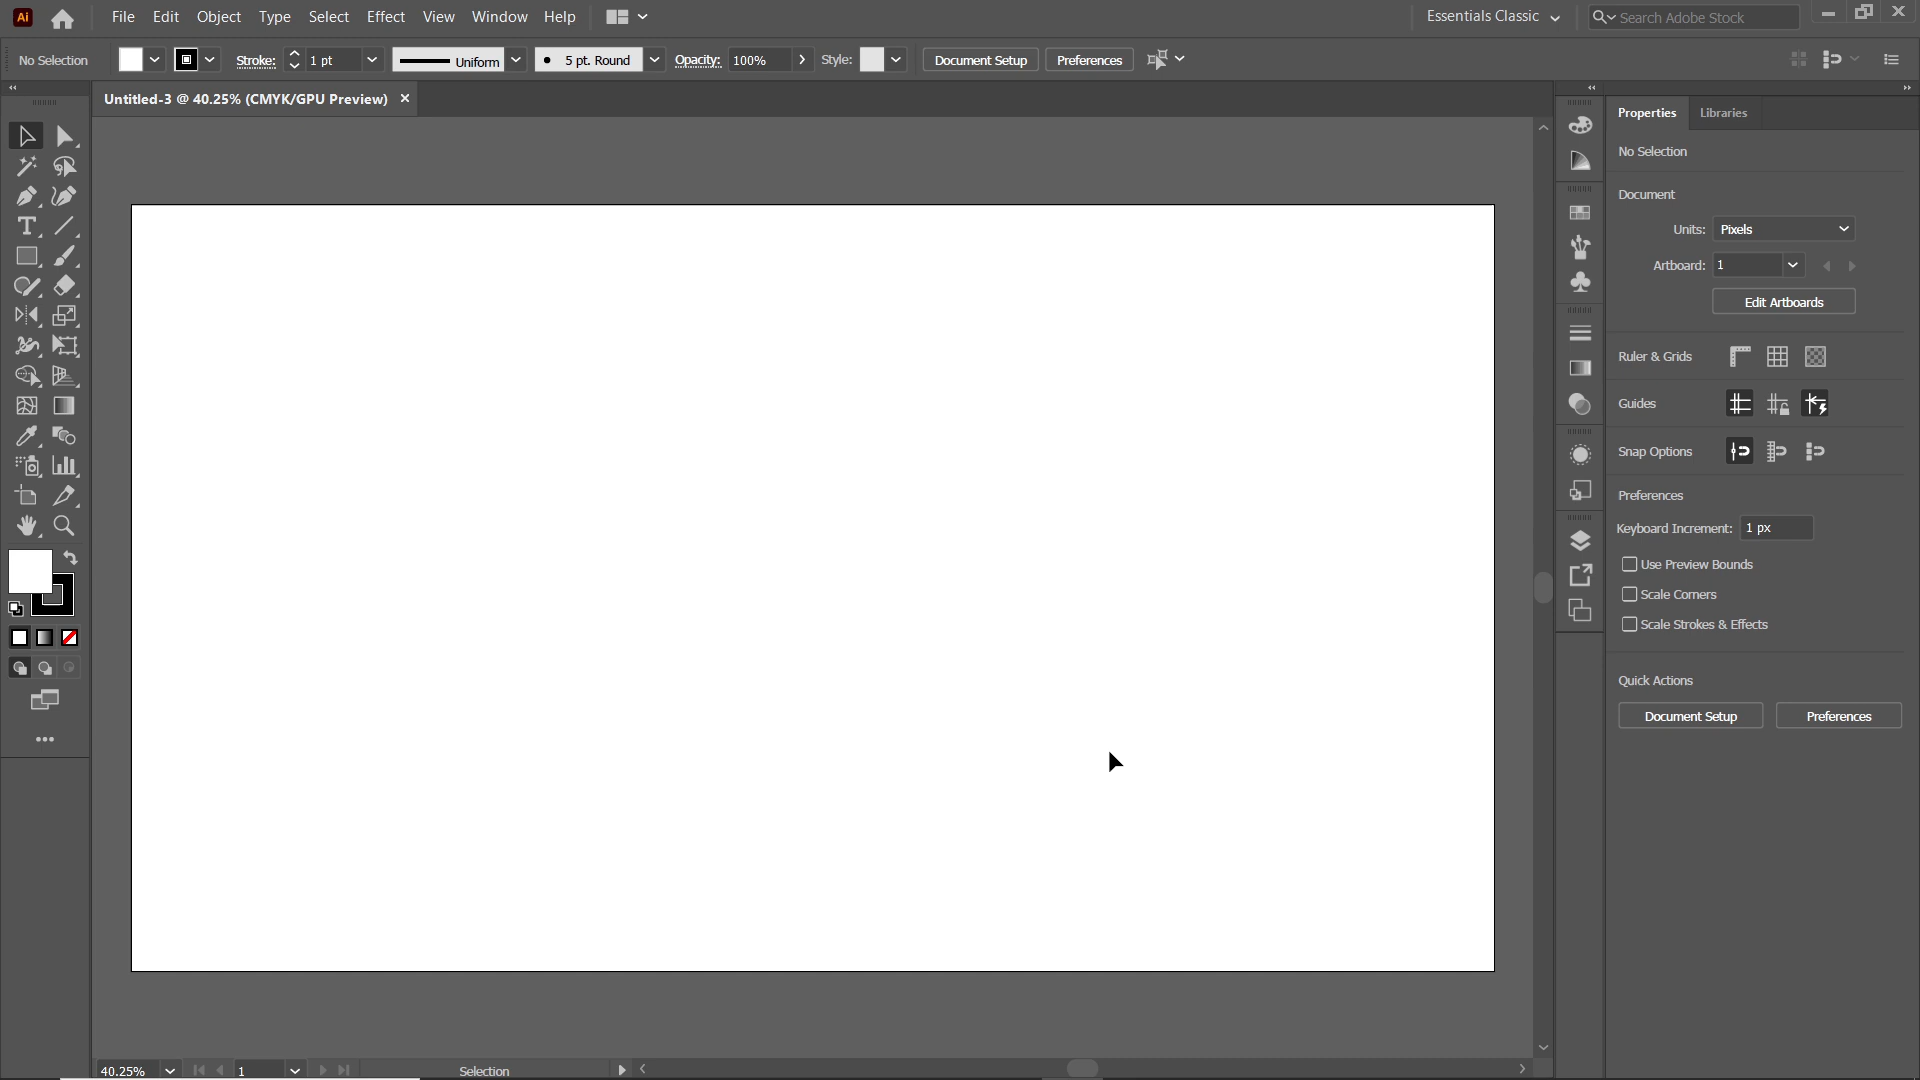 Ai File Edit Object Type Select Effect View Window Help Essentials Classic Search Adobe Stock
No Selection Stroke: 1 pt Uniform 5 pt. Round Opacity: 100% Style: Document Setup Preferences
Untitled-3 @ 40.25% (CMYK/GPU Preview)
Properties Libraries
No Selection
Document
Units: Pixels
Artboard: 1
Edit Artboards
Ruler & Grids
Guides
Snap Options
Preferences
Keyboard Increment: 1 px
Use Preview Bounds
Scale Corners
Scale Strokes & Effects
Quick Actions
Document Setup Preferences
40.25% 1 Selection